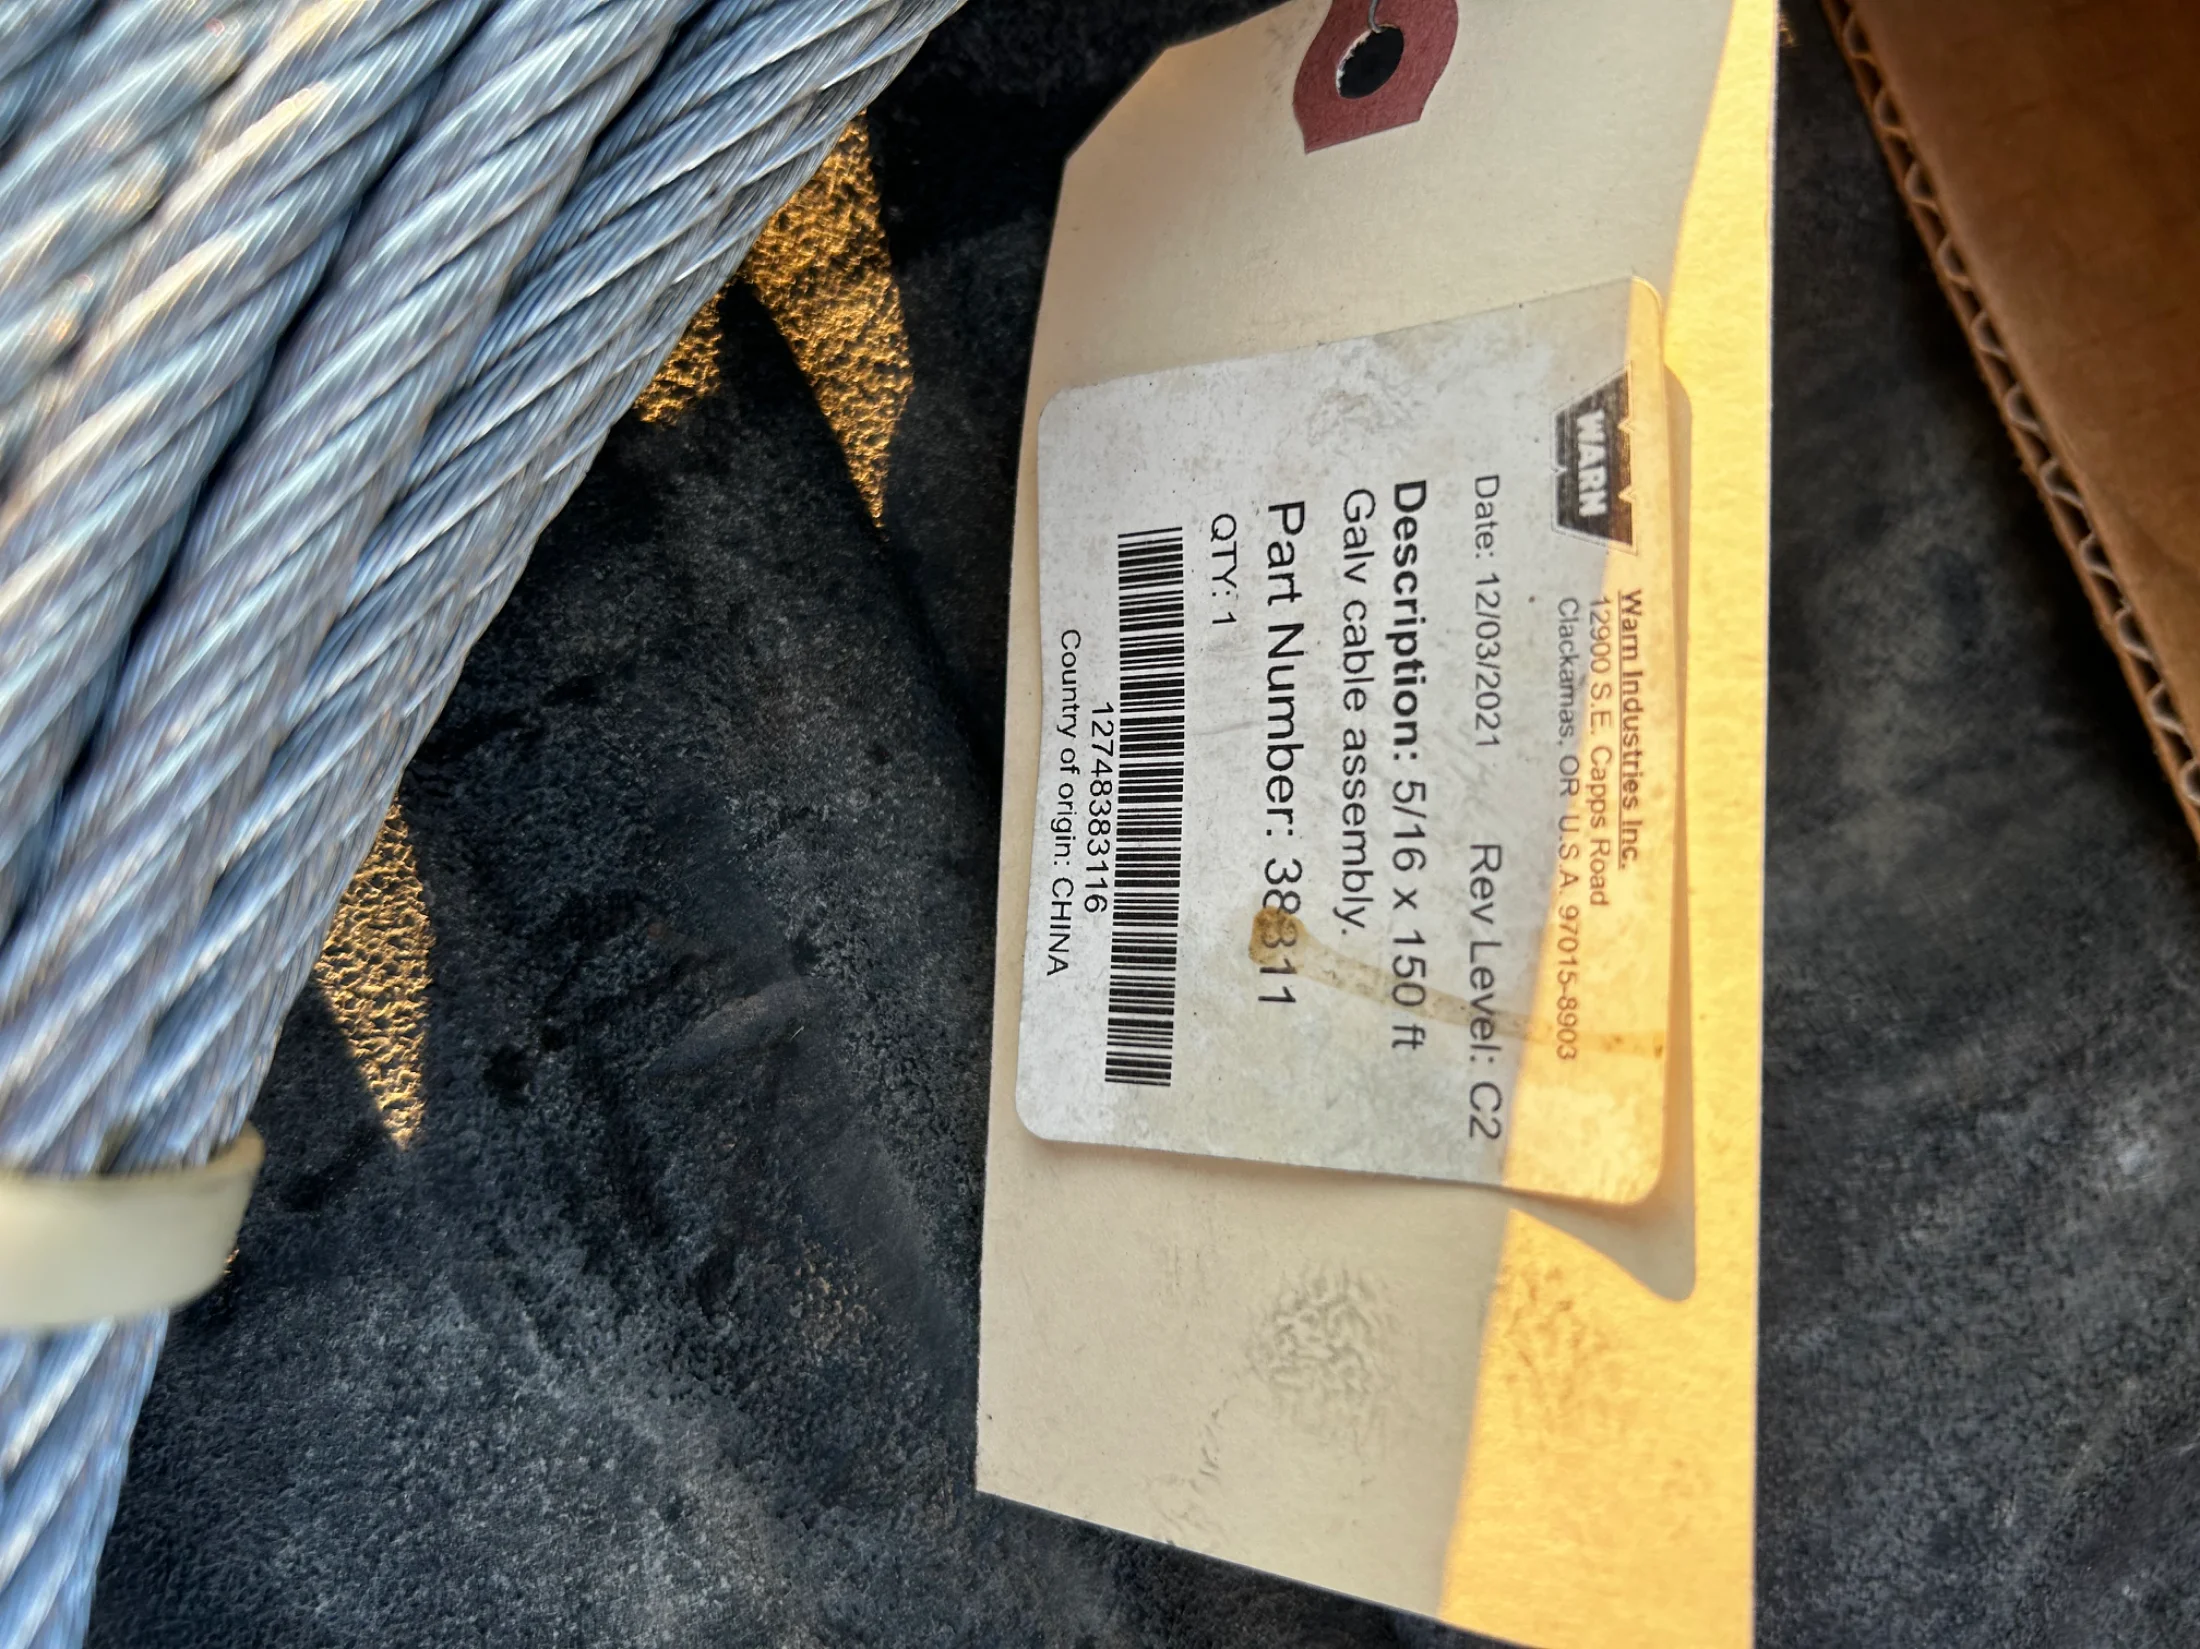 WARN
Warn Industries Inc.
12900 S.E. Capps Road
Clackamas, OR U.S.A. 97015-8903
Date: 12/03/2021 Rev Level: C2
Description: 5/16 x 150 ft
Galv cable assembly.
Part Number: 38311
QTY: 1
12748383116
Country of origin: CHINA